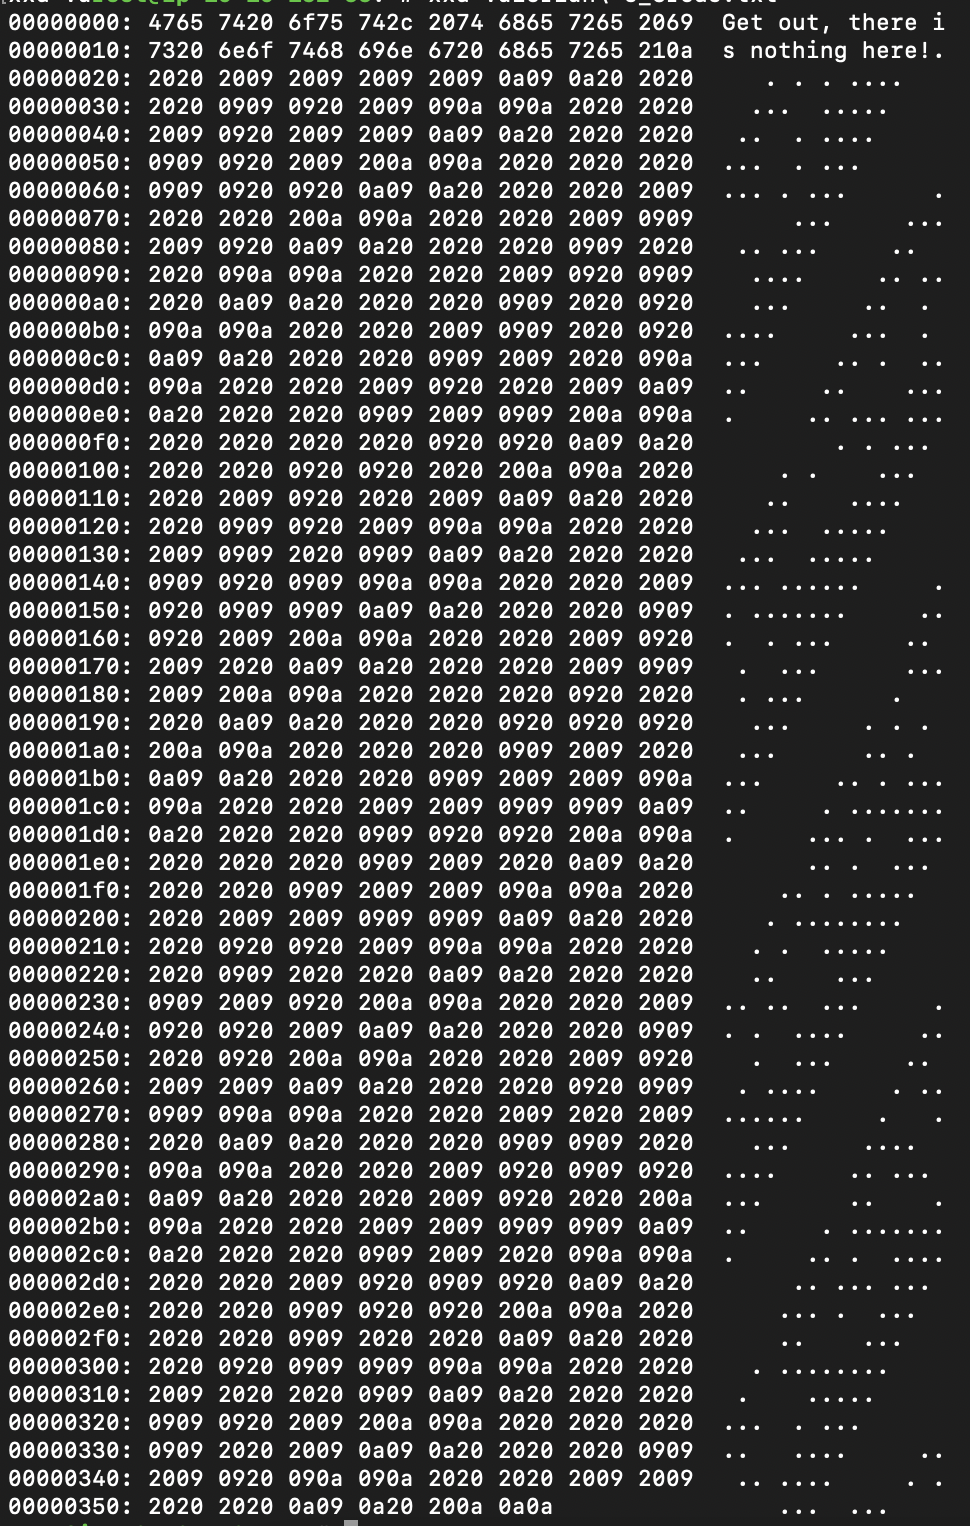 00000000: 4765 7420 6f75 742c 2074 6865 7265 2069  Get out, there i
00000010: 7320 6e6f 7468 696e 6720 6865 7265 210a  s nothing here!.
00000020: 2020 2009 2009 2009 2009 0a09 0a20 2020     . . . ....   
00000030: 2020 0909 0920 2009 090a 090a 2020 2020    ...  .....    
00000040: 2009 0920 2009 2009 0a09 0a20 2020 2020   ..  . ....     
00000050: 0909 0920 2009 200a 090a 2020 2020 2020  ...  . ...      
00000060: 0909 0920 0920 0a09 0a20 2020 2020 2009  ... . ...      .
00000070: 2020 2020 200a 090a 2020 2020 2009 0909       ...     ...
00000080: 2009 0920 0a09 0a20 2020 2020 0909 2020   .. ...     ..  
00000090: 2020 090a 090a 2020 2020 2009 0920 0909    ....     .. ..
000000a0: 2020 0a09 0a20 2020 2020 0909 2020 0920    ...     ..  . 
000000b0: 090a 090a 2020 2020 2009 0909 2020 0920  ....     ...  . 
000000c0: 0a09 0a20 2020 2020 0909 2009 2020 090a  ...     .. .  ..
000000d0: 090a 2020 2020 2009 0920 2020 2009 0a09  ..     ..    ...
000000e0: 0a20 2020 2020 0909 2009 0909 200a 090a  .     .. ... ...
000000f0: 2020 2020 2020 2020 0920 0920 0a09 0a20          . . ... 
00000100: 2020 2020 0920 0920 2020 200a 090a 2020      . .    ...  
00000110: 2020 2009 0920 2020 2009 0a09 0a20 2020     ..    ....   
00000120: 2020 0909 0920 2009 090a 090a 2020 2020    ...  .....    
00000130: 2009 0909 2020 0909 0a09 0a20 2020 2020   ...  .....     
00000140: 0909 0920 0909 090a 090a 2020 2020 2009  ... ......     .
00000150: 0920 0909 0909 0a09 0a20 2020 2020 0909  . .......     ..
00000160: 0920 2009 200a 090a 2020 2020 2009 0920  .  . ...     .. 
00000170: 2009 2020 0a09 0a20 2020 2020 2009 0909   .  ...      ...
00000180: 2009 200a 090a 2020 2020 2020 0920 2020   . ...      .   
00000190: 2020 0a09 0a20 2020 2020 0920 0920 0920    ...     . . . 
000001a0: 200a 090a 2020 2020 2020 0909 2009 2020   ...      .. .  
000001b0: 0a09 0a20 2020 2020 0909 2009 2009 090a  ...     .. . ...
000001c0: 090a 2020 2020 2009 2009 0909 0909 0a09  ..     . .......
000001d0: 0a20 2020 2020 0909 0920 0920 200a 090a  .     ... .  ...
000001e0: 2020 2020 2020 0909 2009 2020 0a09 0a20        .. .  ... 
000001f0: 2020 2020 0909 2009 2009 090a 090a 2020      .. . .....  
00000200: 2020 2009 2009 0909 0909 0a09 0a20 2020     . ........   
00000210: 2020 0920 0920 2009 090a 090a 2020 2020    . .  .....    
00000220: 2020 0909 2020 2020 0a09 0a20 2020 2020    ..    ...     
00000230: 0909 2009 0920 200a 090a 2020 2020 2009  .. ..  ...     .
00000240: 0920 0920 2009 0a09 0a20 2020 2020 0909  . .  ....     ..
00000250: 2020 0920 200a 090a 2020 2020 2009 0920    .  ...     .. 
00000260: 2009 2009 0a09 0a20 2020 2020 0920 0909   . ....     . ..
00000270: 0909 090a 090a 2020 2020 2009 2020 2009  ......     .   .
00000280: 2020 0a09 0a20 2020 2020 0909 0909 2020    ...     ....  
00000290: 090a 090a 2020 2020 2009 0920 0909 0920  ....     .. ... 
000002a0: 0a09 0a20 2020 2020 2009 0920 2020 200a  ...      ..    .
000002b0: 090a 2020 2020 2009 2009 0909 0909 0a09  ..     . .......
000002c0: 0a20 2020 2020 0909 2009 2020 090a 090a  .     .. .  ....
000002d0: 2020 2020 2009 0920 0909 0920 0a09 0a20       .. ... ... 
000002e0: 2020 2020 0909 0920 0920 200a 090a 2020      ... .  ...  
000002f0: 2020 2020 0909 2020 2020 0a09 0a20 2020      ..    ...   
00000300: 2020 0920 0909 0909 090a 090a 2020 2020    . ........    
00000310: 2009 2020 2020 0909 0a09 0a20 2020 2020   .    .....     
00000320: 0909 0920 2009 200a 090a 2020 2020 2020  ...  . ...      
00000330: 0909 2020 2009 0a09 0a20 2020 2020 0909  ..   ....     ..
00000340: 2009 0920 090a 090a 2020 2020 2009 2009   .. ....     . .
00000350: 2020 2020 0a09 0a20 200a 0a0a                ...  ...